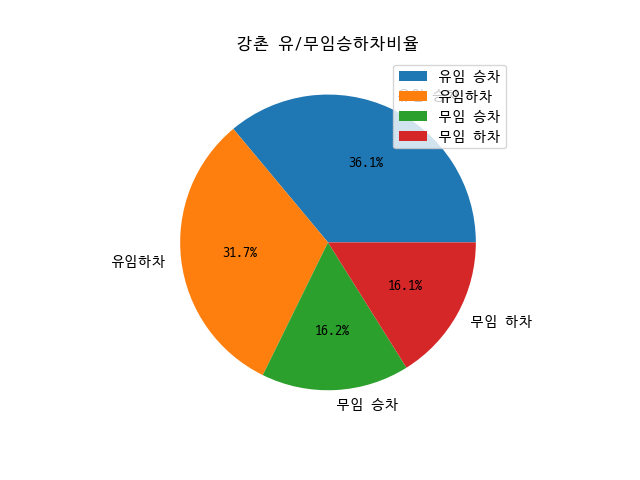 강촌 유/무임승하차비율
유임 승차
유임하차
무임 승차
무임 하차
36.1%
31.7%
유임하차
16.1%
무임 하차
16.2%
무임 승차